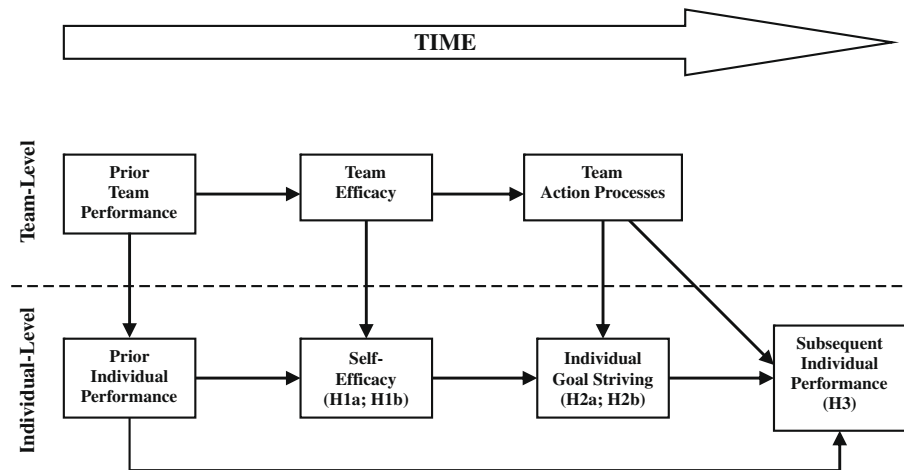 TIME
Team-Level
Prior
Team
Performance
Team
Efficacy
Team
Action Processes
Individual-Level
Prior
Individual
Performance
Self-
Efficacy
(H1a; H1b)
Individual
Goal Striving
(H2a; H2b)
Subsequent
Individual
Performance
(H3)